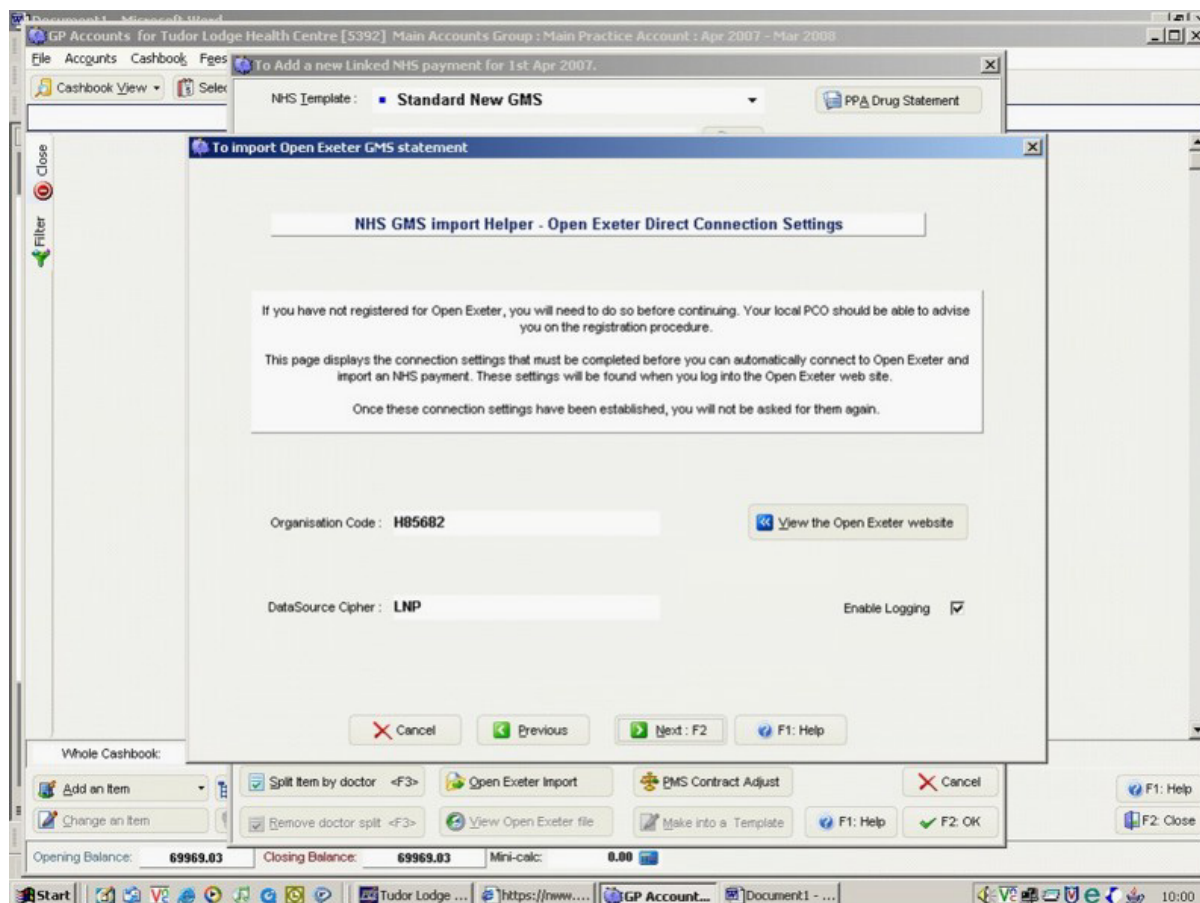 Document1 - Microsoft Word
GP Accounts for Tudor Lodge Health Centre [5392] Main Accounts Group : Main Practice Account : Apr 2007 - Mar 2008
File Accounts Cashbook Fees
To Add a new Linked NHS payment for 1st Apr 2007.
Cashbook View
Selec
NHS Template : Standard New GMS
PPA Drug Statement
Close
Filter
To import Open Exeter GMS statement
NHS GMS import Helper - Open Exeter Direct Connection Settings
If you have not registered for Open Exeter, you will need to do so before continuing. Your local PCO should be able to advise
you on the registration procedure.
This page displays the connection settings that must be completed before you can automatically connect to Open Exeter and
import an NHS payment. These settings will be found when you log into the Open Exeter web site.
Once these connection settings have been established, you will not be asked for them again.
Organisation Code : H85682
View the Open Exeter website
DataSource Cipher : LNP
Enable Logging
Cancel
Previous
Next : F2
F1: Help
Whole Cashbook:
Add an Item
Split Item by doctor <F3>
Open Exeter Import
PMS Contract Adjust
Cancel
F1: Help
Change an Item
Remove doctor split <F3>
View Open Exeter file
Make into a Template
F1: Help
F2: OK
F2: Close
Opening Balance: 69969.03 Closing Balance: 69969.03 Mini-calc: 0.00
Start
Tudor Lodge ...
https://nww....
GP Account...
Document1 - ...
10:00